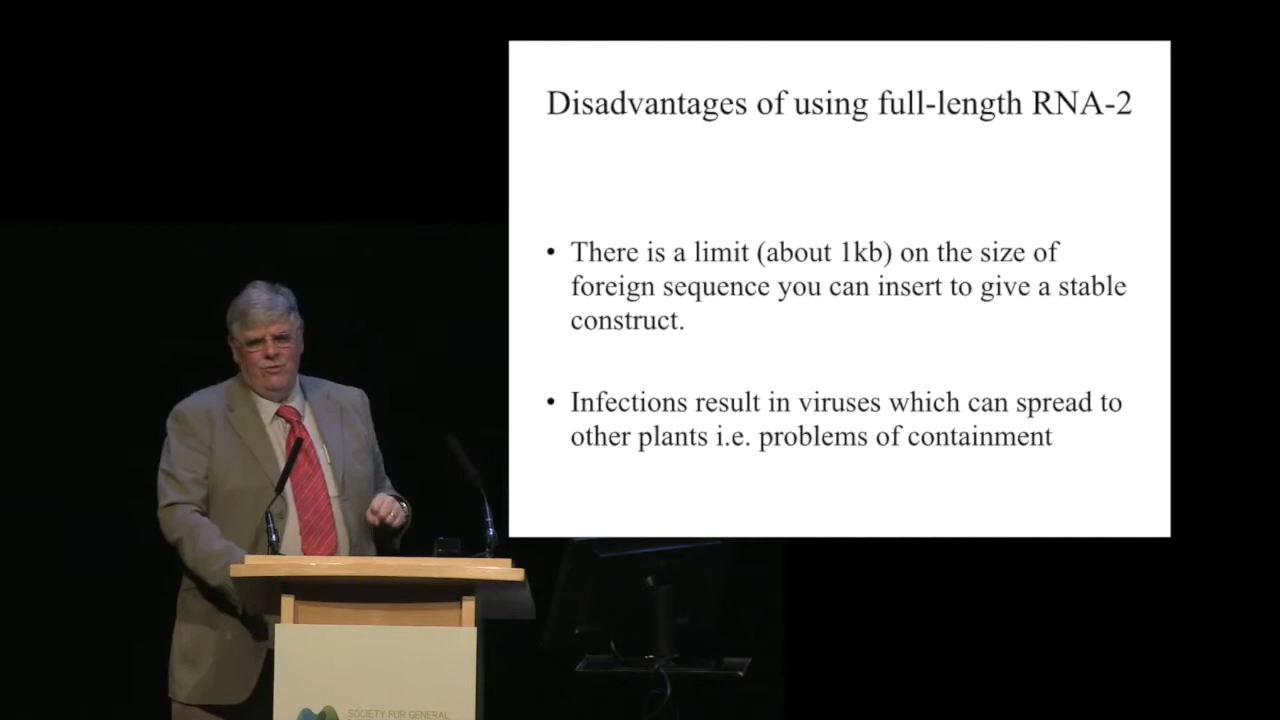 Disadvantages of using full-length RNA-2
• There is a limit (about 1kb) on the size of
foreign sequence you can insert to give a stable
construct.
• Infections result in viruses which can spread to
other plants i.e. problems of containment
SOCIETY FOR GENERAL